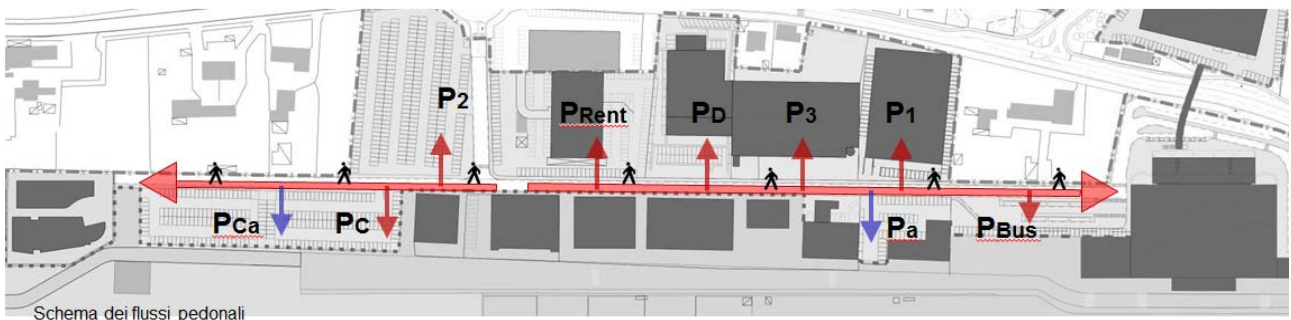 P2
PRent
PD
P3
P1
PCa
PC
Pa
PBus
Schema dei flussi pedonali